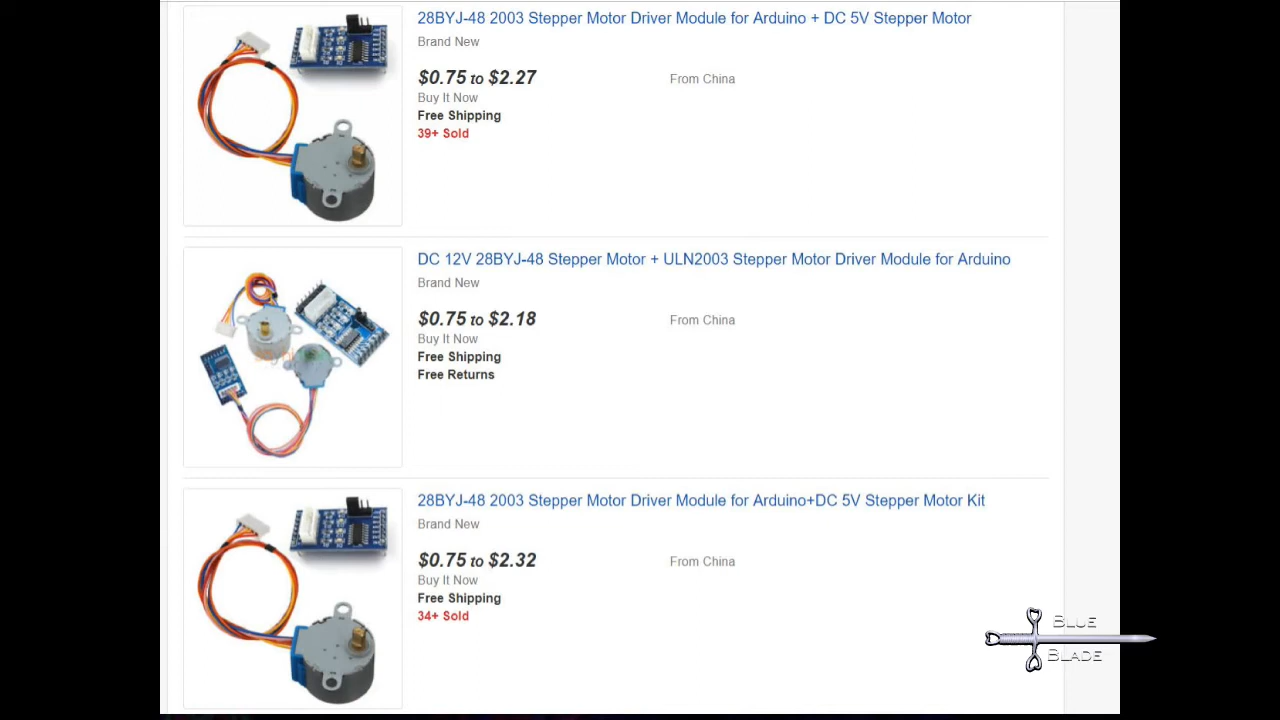 28BYJ-48 2003 Stepper Motor Driver Module for Arduino + DC 5V Stepper Motor
Brand New
$0.75 to $2.27
From China
Buy It Now
Free Shipping
39+ Sold
DC 12V 28BYJ-48 Stepper Motor + ULN2003 Stepper Motor Driver Module for Arduino
Brand New
$0.75 to $2.18
From China
Buy It Now
Free Shipping
Free Returns
28BYJ-48 2003 Stepper Motor Driver Module for Arduino+DC 5V Stepper Motor Kit
Brand New
$0.75 to $2.32
From China
Buy It Now
Free Shipping
34+ Sold
BLUE
BLADE